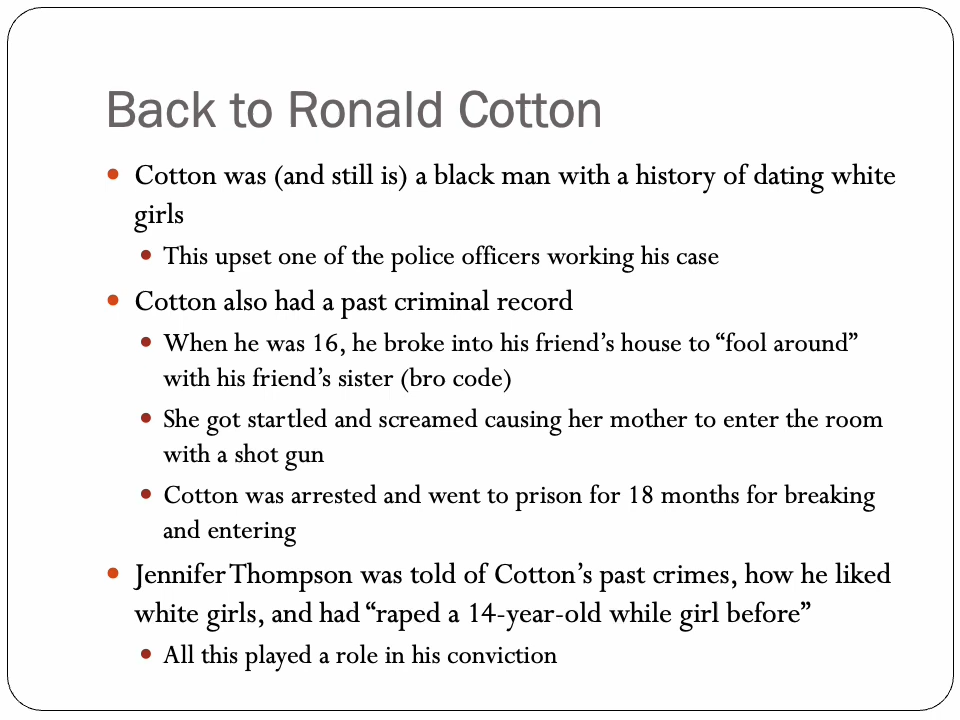 Back to Ronald Cotton
Cotton was (and still is) a black man with a history of dating white
girls
This upset one of the police officers working his case
Cotton also had a past criminal record
When he was 16, he broke into his friend’s house to “fool around”
with his friend’s sister (bro code)
She got startled and screamed causing her mother to enter the room
with a shot gun
Cotton was arrested and went to prison for 18 months for breaking
and entering
Jennifer Thompson was told of Cotton’s past crimes, how he liked
white girls, and had “raped a 14-year-old while girl before”
All this played a role in his conviction